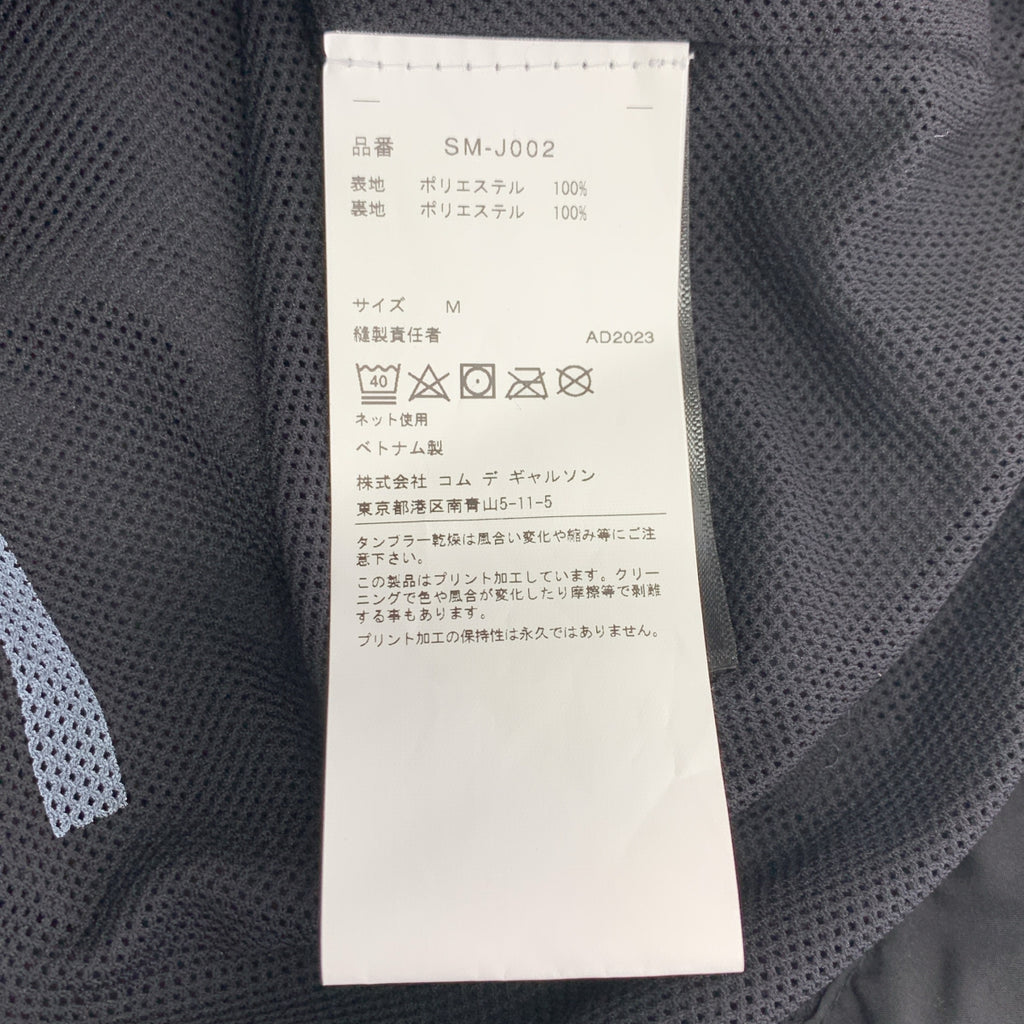 品番 SM-J002
表地 ポリエステル 100%
裏地 ポリエステル 100%
サイズ M
縫製責任者 AD2023
40
ネット使用
ベトナム製
株式会社 コム デ ギャルソン
東京都港区南青山5-11-5
タンブラー乾燥は風合い変化や縮み等にご注
意下さい。
この製品はプリント加工しています。クリー
ニングで色や風合が変化したり摩擦等で剥離
する事もあります。
プリント加工の保持性は永久ではありません。